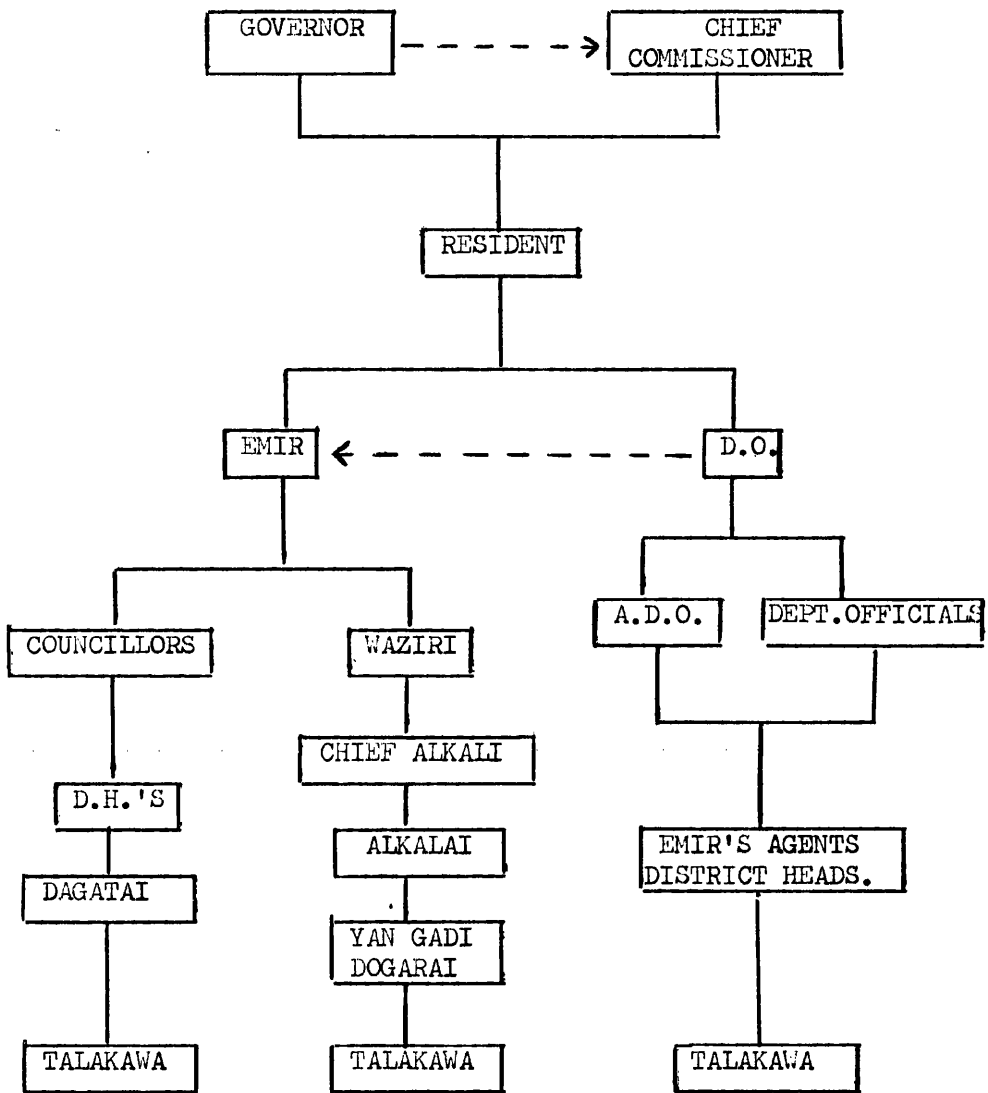 GOVERNOR
CHIEF
COMMISSIONER
RESIDENT
EMIR
D.O.
A.D.O.
DEPT.OFFICIALS
COUNCILLORS
WAZIRI
CHIEF ALKALI
D.H.'S
ALKALAI
EMIR'S AGENTS
DISTRICT HEADS.
DAGATAI
YAN GADI
DOGARAI
TALAKAWA
TALAKAWA
TALAKAWA